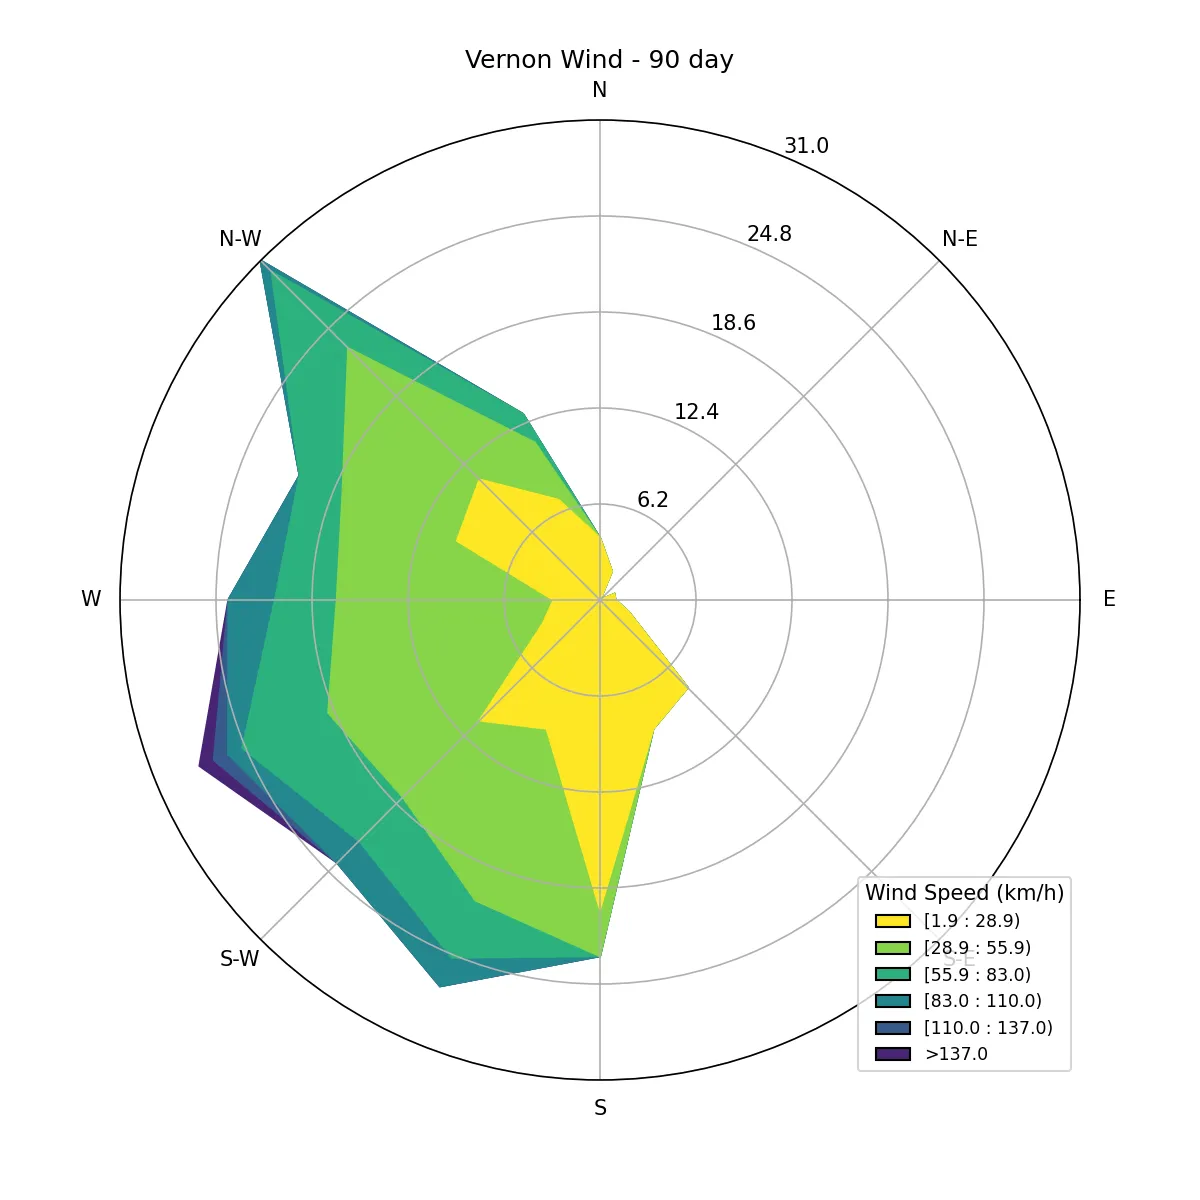 Vernon Wind - 90 day
N
31.0
N-W
N-E
24.8
18.6
12.4
6.2
W
E
Wind Speed (km/h)
[1.9 : 28.9)
[28.9 : 55.9)
S-W
S-E
[55.9 : 83.0)
[83.0 : 110.0)
[110.0 : 137.0)
>137.0
S